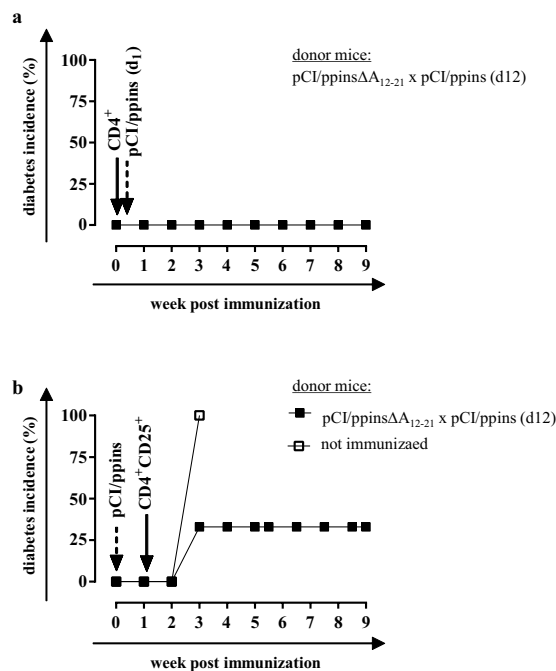 a
donor mice:
pCI/ppinsΔA12-21 x pCI/ppins (d12)
diabetes incidence (%)
100
75
50
25
0
CD4+
pCI/ppins (d1)
0 1 2 3 4 5 6 7 8 9
week post immunization
b
donor mice:
pCI/ppinsΔA12-21 x pCI/ppins (d12)
not immunizaed
diabetes incidence (%)
100
75
50
25
0
pCI/ppins
CD4+CD25+
0 1 2 3 4 5 6 7 8 9
week post immunization